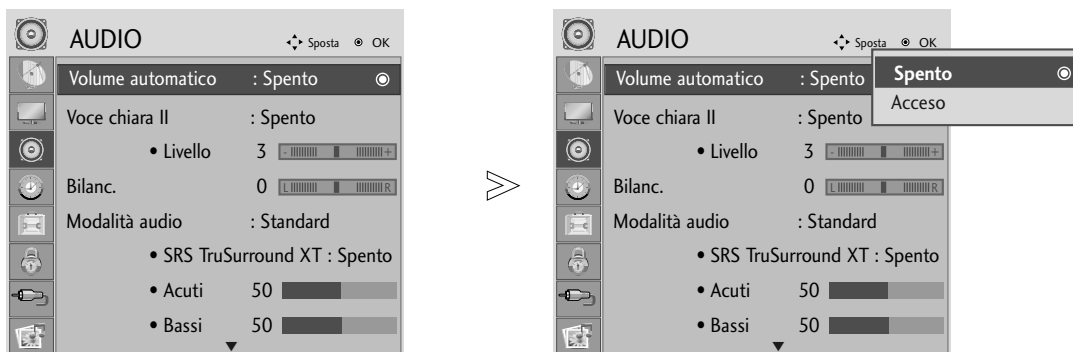 AUDIO
Sposta OK
Volume automatico : Spento
Voce chiara II : Spento
• Livello 3 - +
Bilanc. 0 L R
Modalità audio : Standard
• SRS TruSurround XT : Spento
• Acuti 50
• Bassi 50
AUDIO
Sposta OK
Volume automatico : Spento
Spento
Acceso
Voce chiara II : Spento
• Livello 3 - +
Bilanc. 0 L R
Modalità audio : Standard
• SRS TruSurround XT : Spento
• Acuti 50
• Bassi 50